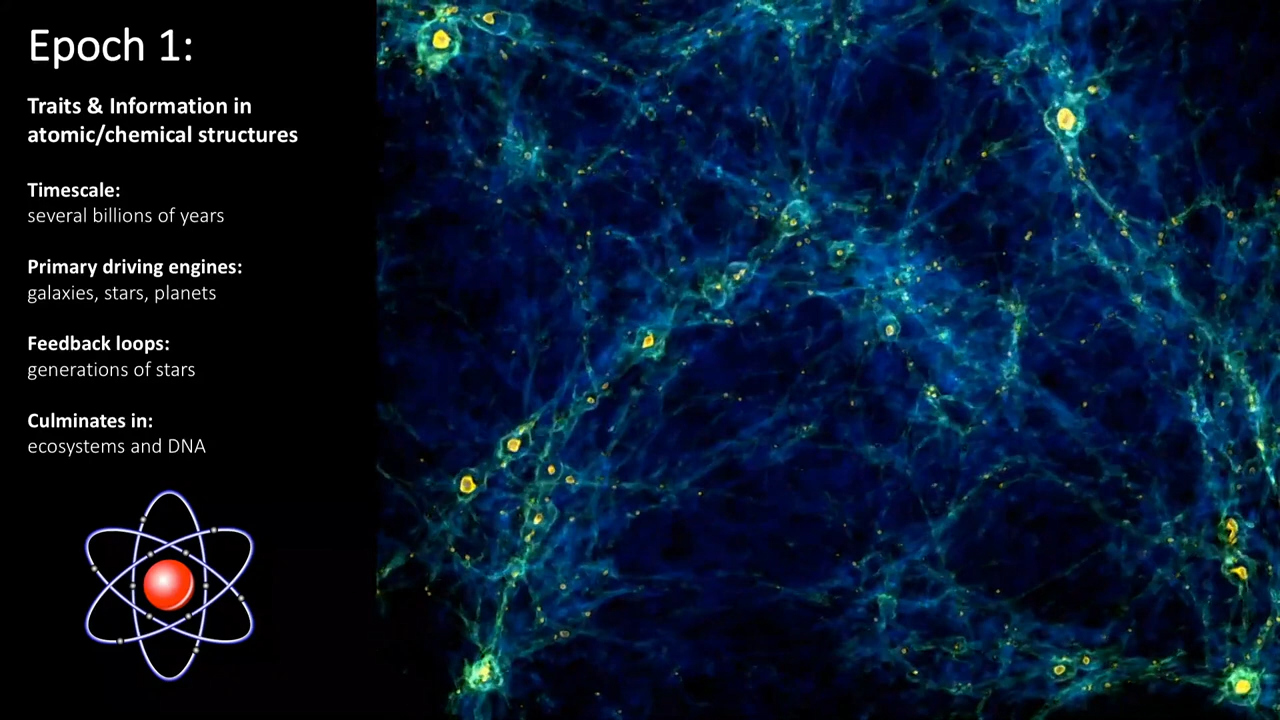 Epoch 1:
Traits & Information in
atomic/chemical structures
Timescale:
several billions of years
Primary driving engines:
galaxies, stars, planets
Feedback loops:
generations of stars
Culminates in:
ecosystems and DNA